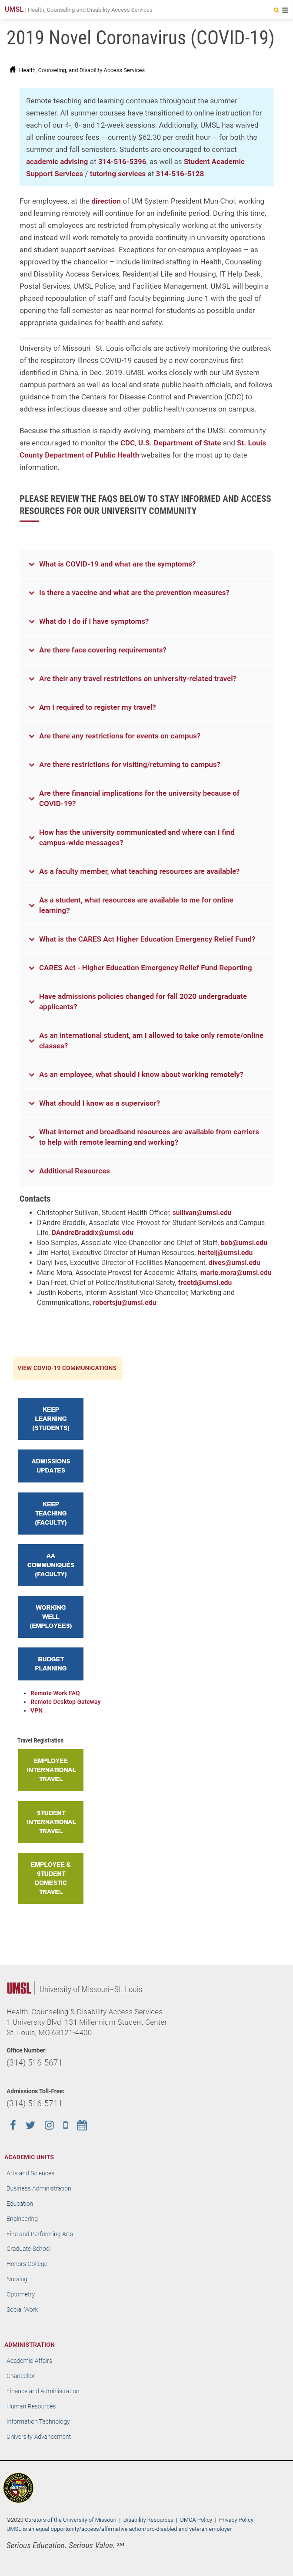 UMSL | Health, Counseling and Disability Access Services
2019 Novel Coronavirus (COVID-19)
Health, Counseling, and Disability Access Services
Remote teaching and learning continues throughout the summer
semester. All summer courses have transitioned to online instruction for
each of our 4-, 8- and 12-week sessions. Additionally, UMSL has waived
all online courses fees – currently $62.30 per credit hour – for both the
summer and fall semesters. Students are encouraged to contact
academic advising at 314-516-5396, as well as Student Academic
Support Services / tutoring services at 314-516-5128.
For employees, at the direction of UM System President Mun Choi, working
and learning remotely will continue for an indefinite period. During this time,
most all employees are restricted from physically working at the university and
instead will work remotely to provide continuity in university operations
and student support services. Exceptions for on-campus employees – as
approved by the chancellor – include limited staffing in Health, Counseling
and Disability Access Services, Residential Life and Housing, IT Help Desk,
Postal Services, UMSL Police, and Facilities Management. UMSL will begin a
phased repopulation of staff and faculty beginning June 1 with the goal of
opening the fall semester as near normal for students as possible under
appropriate guidelines for health and safety.
University of Missouri–St. Louis officials are actively monitoring the outbreak
of the respiratory illness COVID-19 caused by a new coronavirus first
identified in China, in Dec. 2019. UMSL works closely with our UM System
campus partners as well as local and state public health officials, and follows
guidance from the Centers for Disease Control and Prevention (CDC) to
address infectious disease and other public health concerns on campus.
Because the situation is rapidly evolving, members of the UMSL community
are encouraged to monitor the CDC, U.S. Department of State and St. Louis
County Department of Public Health websites for the most up to date
information.
PLEASE REVIEW THE FAQS BELOW TO STAY INFORMED AND ACCESS
RESOURCES FOR OUR UNIVERSITY COMMUNITY
What is COVID-19 and what are the symptoms?
Is there a vaccine and what are the prevention measures?
What do I do if I have symptoms?
Are there face covering requirements?
Are their any travel restrictions on university-related travel?
Am I required to register my travel?
Are there any restrictions for events on campus?
Are there restrictions for visiting/returning to campus?
Are there financial implications for the university because of
COVID-19?
How has the university communicated and where can I find
campus-wide messages?
As a faculty member, what teaching resources are available?
As a student, what resources are available to me for online
learning?
What is the CARES Act Higher Education Emergency Relief Fund?
CARES Act - Higher Education Emergency Relief Fund Reporting
Have admissions policies changed for fall 2020 undergraduate
applicants?
As an international student, am I allowed to take only remote/online
classes?
As an employee, what should I know about working remotely?
What should I know as a supervisor?
What internet and broadband resources are available from carriers
to help with remote learning and working?
Additional Resources
Contacts
Christopher Sullivan, Student Health Officer, sullivan@umsl.edu
D'Andre Braddix, Associate Vice Provost for Student Services and Campus
Life, DAndreBraddix@umsl.edu
Bob Samples, Associate Vice Chancellor and Chief of Staff, bob@umsl.edu
Jim Hertel, Executive Director of Human Resources, hertelj@umsl.edu
Daryl Ives, Executive Director of Facilities Management, dives@umsl.edu
Marie Mora, Associate Provost for Academic Affairs, marie.mora@umsl.edu
Dan Freet, Chief of Police/Institutional Safety, freetd@umsl.edu
Justin Roberts, Interim Assistant Vice Chancellor, Marketing and
Communications, robertsju@umsl.edu
VIEW COVID-19 COMMUNICATIONS
KEEP
LEARNING
(STUDENTS)
ADMISSIONS
UPDATES
KEEP
TEACHING
(FACULTY)
AA
COMMUNIQUÉS
(FACULTY)
WORKING
WELL
(EMPLOYEES)
BUDGET
PLANNING
Remote Work FAQ
Remote Desktop Gateway
VPN
Travel Registration
EMPLOYEE
INTERNATIONAL
TRAVEL
STUDENT
INTERNATIONAL
TRAVEL
EMPLOYEE &
STUDENT
DOMESTIC
TRAVEL
UMSL | University of Missouri–St. Louis
Health, Counseling & Disability Access Services
1 University Blvd. 131 Millennium Student Center
St. Louis, MO 63121-4400
Office Number:
(314) 516-5671
Admissions Toll-Free:
(314) 516-5711
ACADEMIC UNITS
Arts and Sciences
Business Administration
Education
Engineering
Fine and Performing Arts
Graduate School
Honors College
Nursing
Optometry
Social Work
ADMINISTRATION
Academic Affairs
Chancellor
Finance and Administration
Human Resources
Information Technology
University Advancement
©2020 Curators of the University of Missouri | Disability Resources | DMCA Policy | Privacy Policy
UMSL is an equal opportunity/access/affirmative action/pro-disabled and veteran employer.
Serious Education. Serious Value. ℠